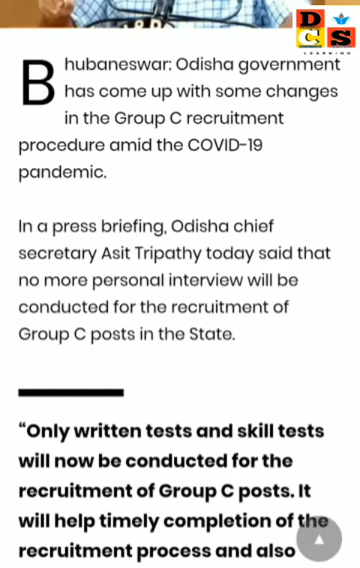 D
C S
LEARNING
Bhubaneswar: Odisha government
has come up with some changes
in the Group C recruitment
procedure amid the COVID-19
pandemic.
In a press briefing, Odisha chief
secretary Asit Tripathy today said that
no more personal interview will be
conducted for the recruitment of
Group C posts in the State.
“Only written tests and skill tests
will now be conducted for the
recruitment of Group C posts. It
will help timely completion of the
recruitment process and also